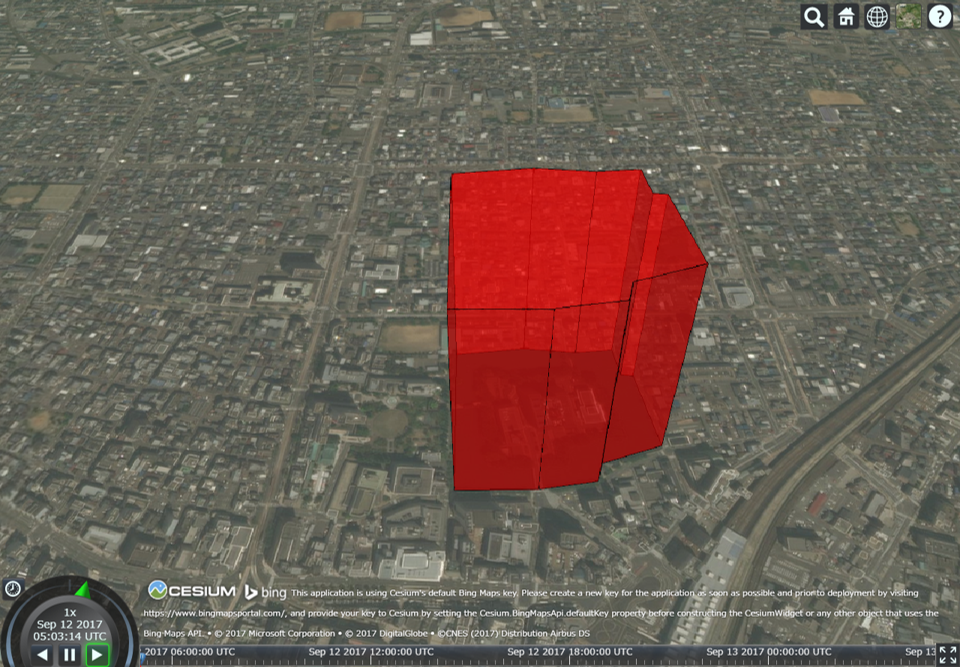 ?
CESIUM bing This application is using Cesium's default Bing Maps key. Please create a new key for the application as soon as possible and prior to deployment by visiting
https://www.bingmapsportal.com/, and provide your key to Cesium by setting the Cesium.BingMapsApi.defaultKey property before constructing the CesiumWidget or any other object that uses the
Bing Maps API. • © 2017 Microsoft Corporation • © 2017 DigitalGlobe • ©CNES (2017) Distribution Airbus DS
1x
Sep 12 2017
05:03:14 UTC
2017 06:00:00 UTC Sep 12 2017 12:00:00 UTC Sep 12 2017 18:00:00 UTC Sep 13 2017 00:00:00 UTC Sep 13